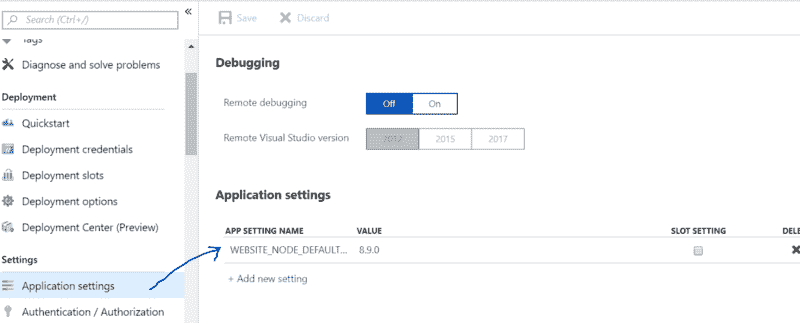 Search (Ctrl+/)
«
Save
Discard
Tags
Diagnose and solve problems
Debugging
Deployment
Remote debugging
Off
On
Quickstart
Remote Visual Studio version
2012
2015
2017
Deployment credentials
Deployment slots
Deployment options
Application settings
Deployment Center (Preview)
APP SETTING NAME
VALUE
SLOT SETTING
DELE
WEBSITE_NODE_DEFAULT...
8.9.0
Settings
+ Add new setting
Application settings
Authentication / Authorization